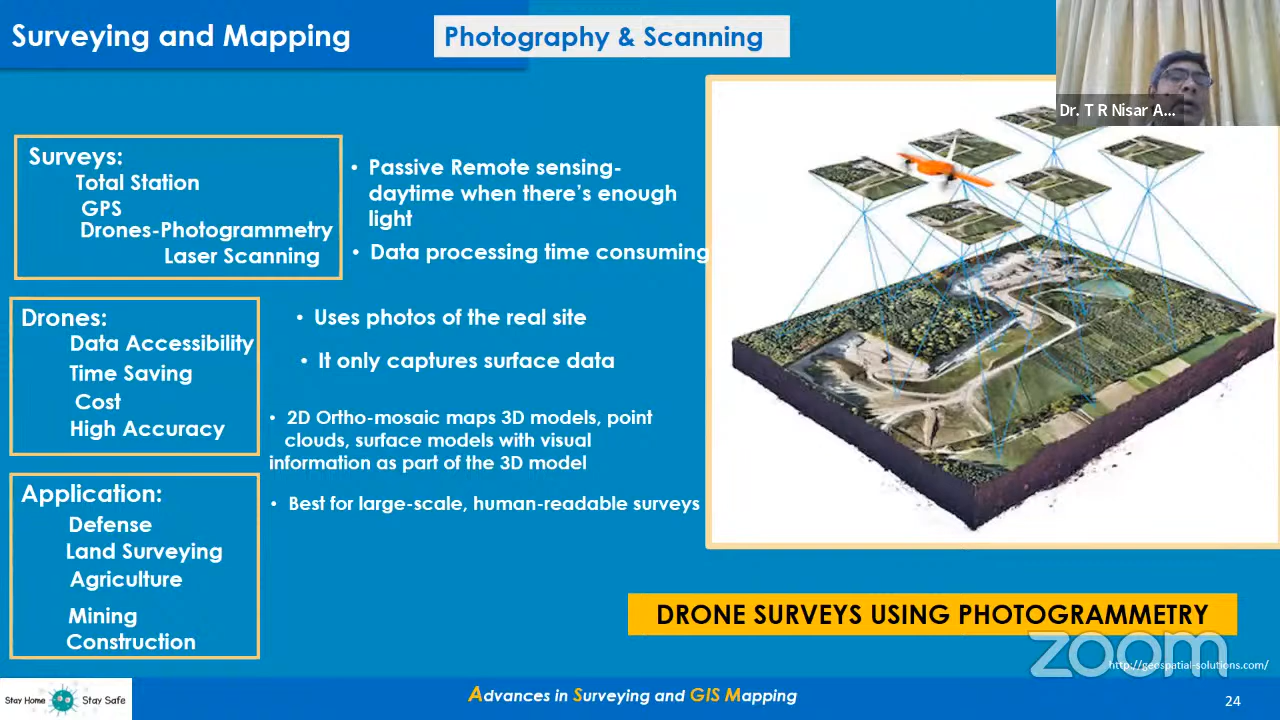 Surveying and Mapping
Photography & Scanning
Dr. T R Nisar A...
Surveys:
Total Station
GPS
Drones-Photogrammetry
Laser Scanning
• Passive Remote sensing-
daytime when there's enough
light
• Data processing time consuming
Drones:
Data Accessibility
Time Saving
Cost
High Accuracy
• Uses photos of the real site
• It only captures surface data
• 2D Ortho-mosaic maps 3D models, point
clouds, surface models with visual
information as part of the 3D model
• Best for large-scale, human-readable surveys
Application:
Defense
Land Surveying
Agriculture
Mining
Construction
DRONE SURVEYS USING PHOTOGRAMMETRY
zoom
http://geospatial-solutions.com/
Stay Home Stay Safe
Advances in Surveying and GIS Mapping
24